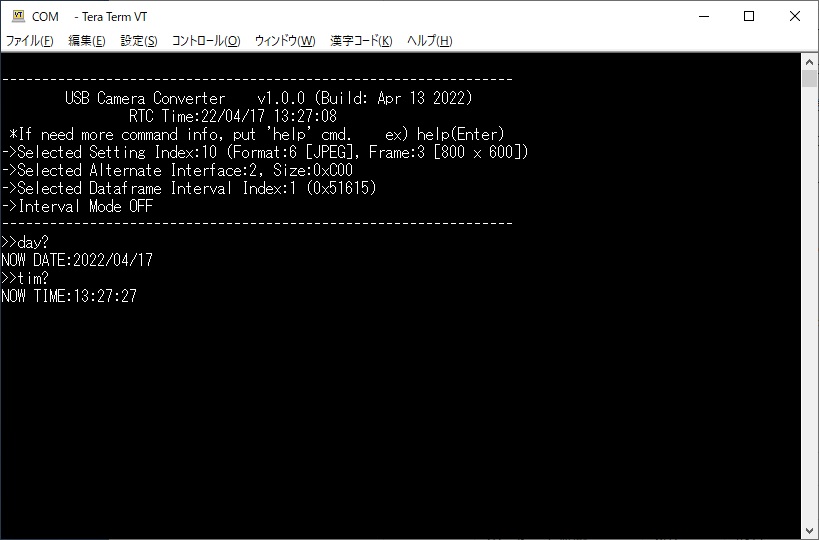 COM - Tera Term VT
ファイル(F) 編集(E) 設定(S) コントロール(O) ウィンドウ(W) 漢字コード(K) ヘルプ(H)
----------------------------------------------------------------
USB Camera Converter v1.0.0 (Build: Apr 13 2022)
RTC Time:22/04/17 13:27:08
*If need more command info, put 'help' cmd. ex) help(Enter)
->Selected Setting Index:10 (Format:6 [JPEG], Frame:3 [800 x 600])
->Selected Alternate Interface:2, Size:0xC00
->Selected Dataframe Interval Index:1 (0x51615)
->Interval Mode OFF
----------------------------------------------------------------
>>day?
NOW DATE:2022/04/17
>>tim?
NOW TIME:13:27:27